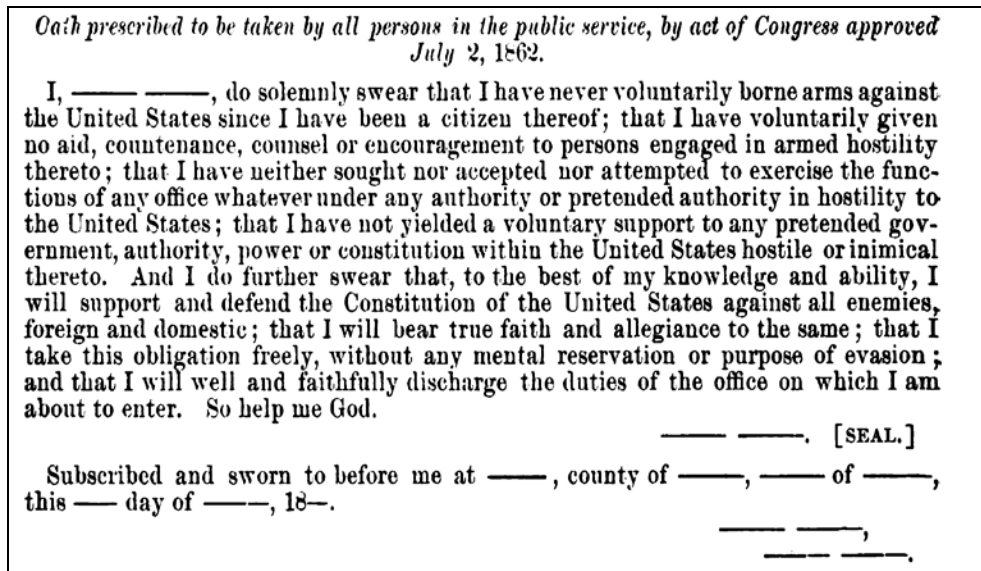 Oath prescribed to be taken by all persons in the public service, by act of Congress approved
July 2, 1862.
I, —— ——, do solemnly swear that I have never voluntarily borne arms against
the United States since I have been a citizen thereof; that I have voluntarily given
no aid, countenance, counsel or encouragement to persons engaged in armed hostility
thereto; that I have neither sought nor accepted nor attempted to exercise the func-
tions of any office whatever under any authority or pretended authority in hostility to
the United States; that I have not yielded a voluntary support to any pretended gov-
ernment, authority, power or constitution within the United States hostile or inimical
thereto. And I do further swear that, to the best of my knowledge and ability, I
will support and defend the Constitution of the United States against all enemies,
foreign and domestic; that I will bear true faith and allegiance to the same; that I
take this obligation freely, without any mental reservation or purpose of evasion;
and that I will well and faithfully discharge the duties of the office on which I am
about to enter. So help me God.
—— ——. [SEAL.]
Subscribed and sworn to before me at ——, county of ——, —— of ——,
this —— day of ——, 18—.
—— ——,
—— ——.